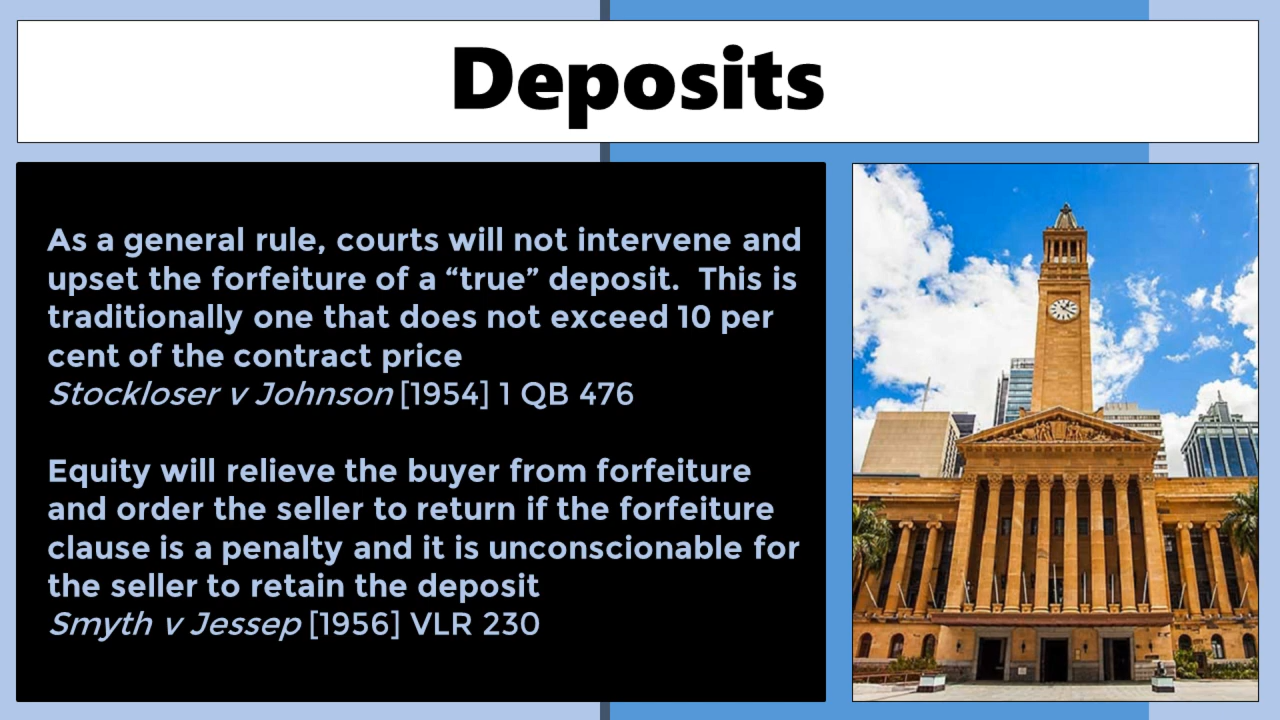 Deposits
As a general rule, courts will not intervene and
upset the forfeiture of a “true” deposit.  This is
traditionally one that does not exceed 10 per
cent of the contract price
Stockloser v Johnson [1954] 1 QB 476
Equity will relieve the buyer from forfeiture
and order the seller to return if the forfeiture
clause is a penalty and it is unconscionable for
the seller to retain the deposit
Smyth v Jessep [1956] VLR 230